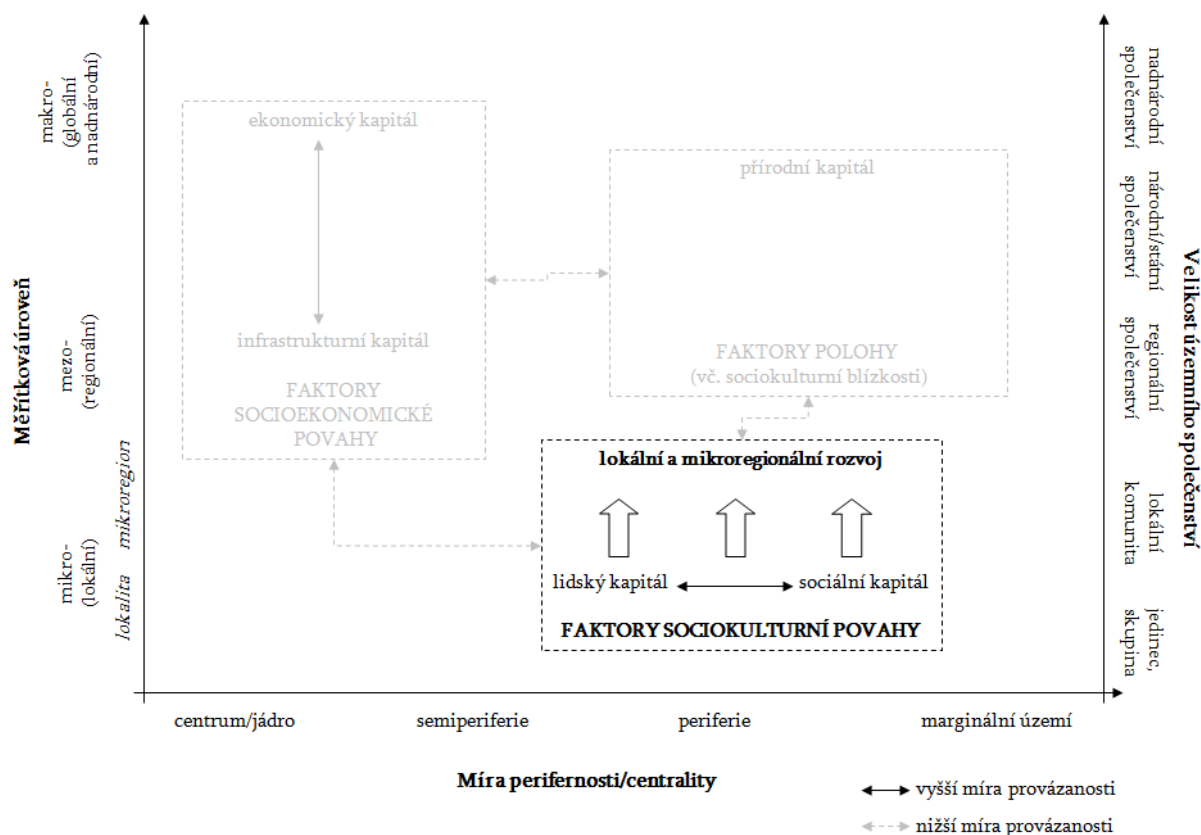 makro-
(globální
a nadnárodní)
mezo-
(regionální)
mikro-
(lokální)
mikroregion
lokalita
Měřítková úroveň
ekonomický kapitál
infrastrukturní kapitál
FAKTORY
SOCIOEKONOMICKÉ
POVAHY
přírodní kapitál
FAKTORY POLOHY
(vč. sociokulturní blízkosti)
lokální a mikroregionální rozvoj
lidský kapitál
sociální kapitál
FAKTORY SOCIOKULTURNÍ POVAHY
nadnárodní
společenství
národní/státní
společenství
regionální
společenství
lokální
komunita
jedinec,
skupina
Velikost územního společenství
centrum/jádro
semiperiferie
periferie
marginální území
Míra perifernosti/centrality
vyšší míra provázanosti
nižší míra provázanosti